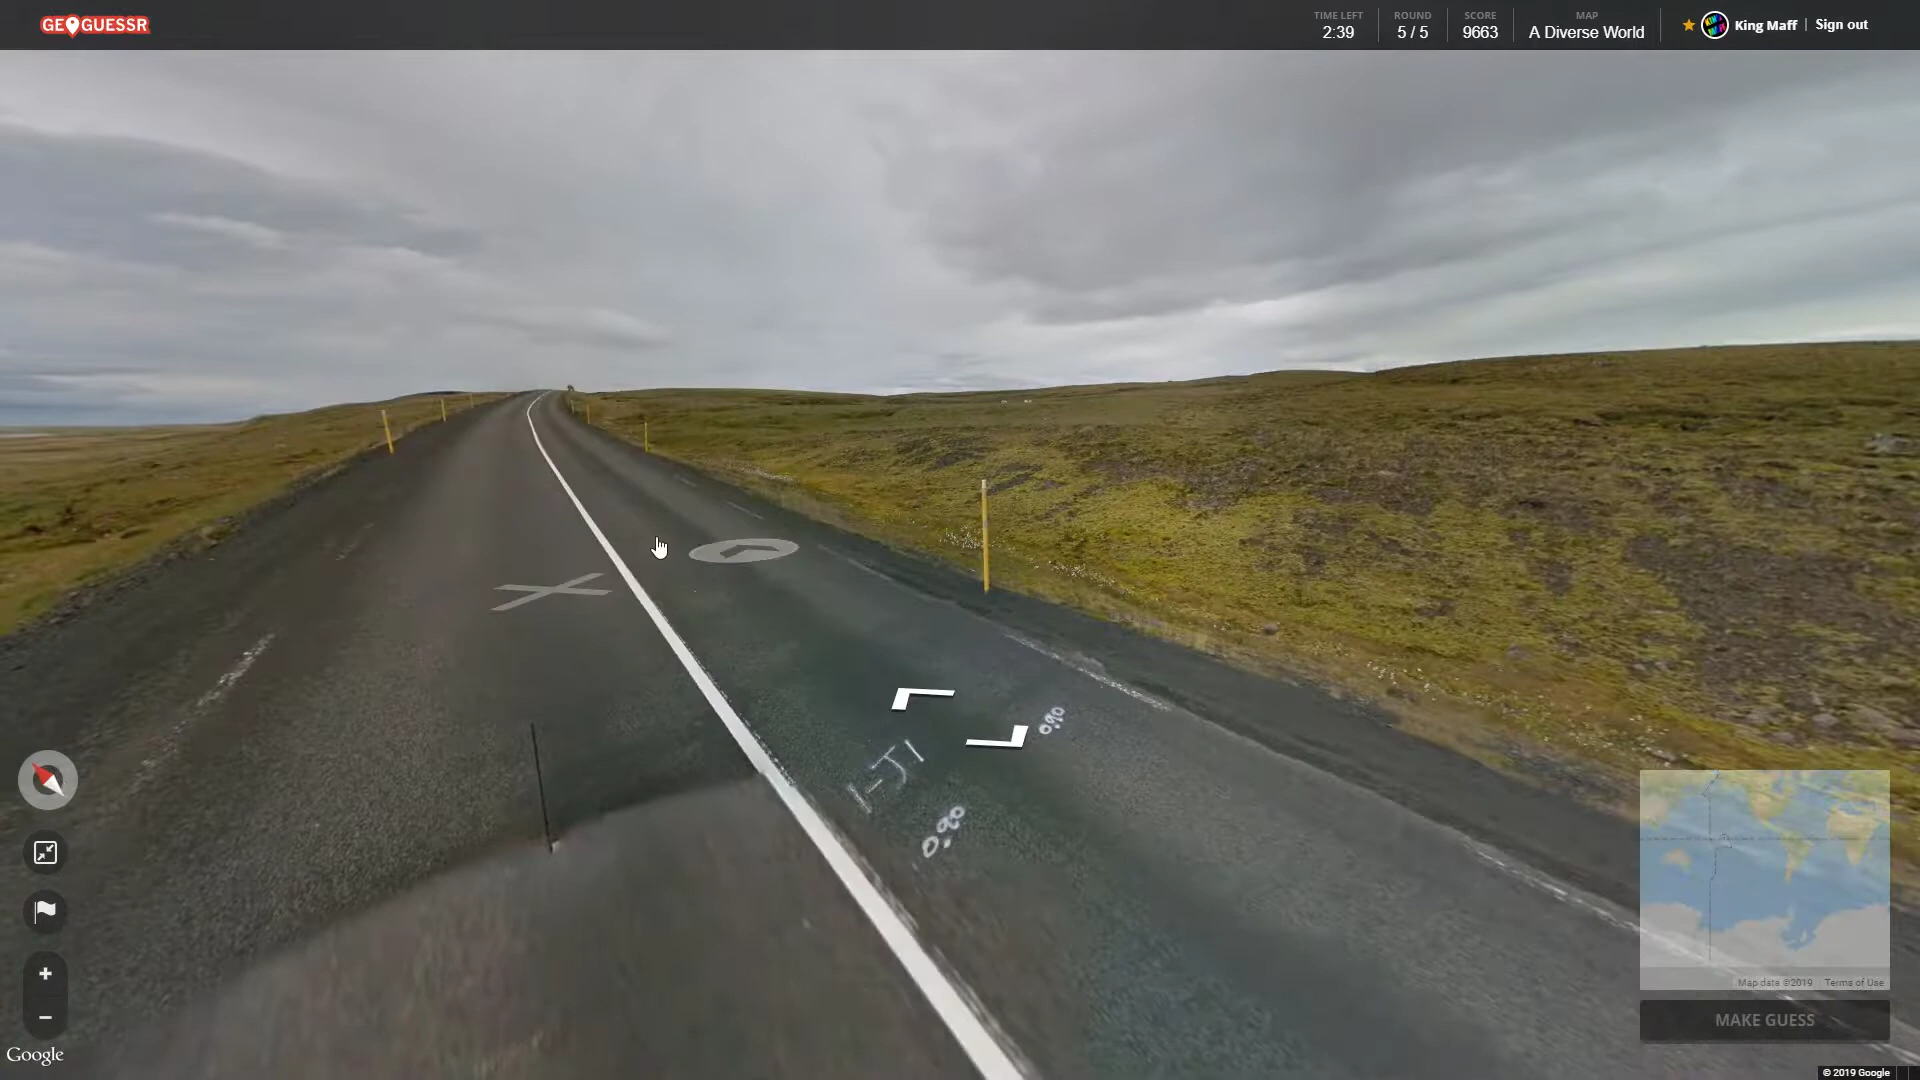 GEOGUESSR
TIME LEFT
2:39
ROUND
5 / 5
SCORE
9663
MAP
A Diverse World
King Maff
Sign out
Map data ©2019
Terms of Use
MAKE GUESS
Google
© 2019 Google